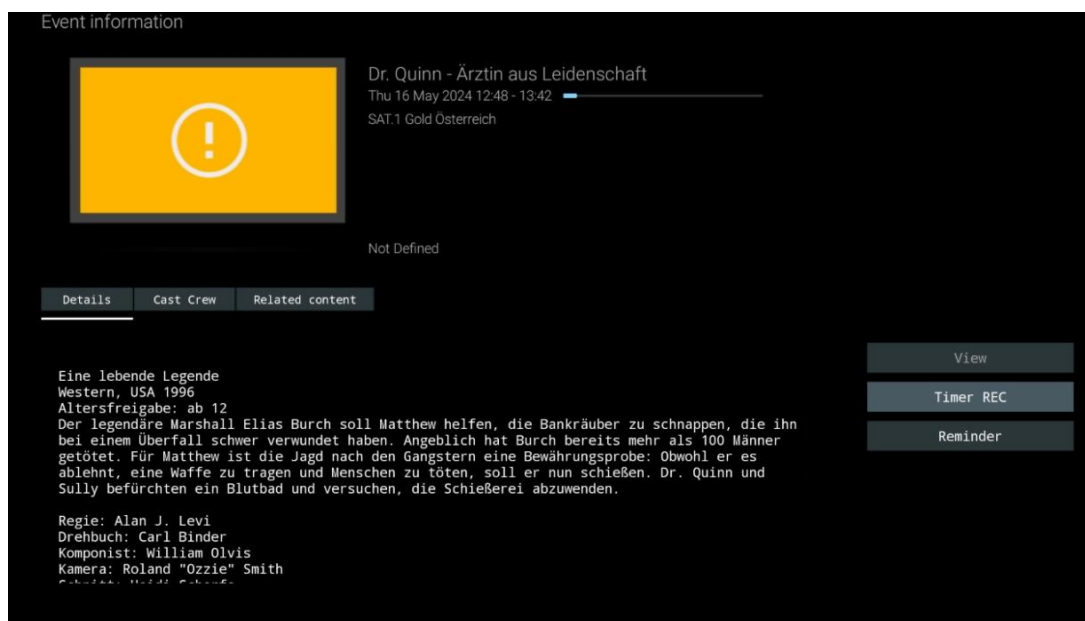 Event information
Dr. Quinn - Ärztin aus Leidenschaft
Thu 16 May 2024 12:48 - 13:42
SAT.1 Gold Österreich
Not Defined
Details Cast Crew Related content
View
Timer REC
Reminder
Eine lebende Legende
Western, USA 1996
Altersfreigabe: ab 12
Der legendäre Marshall Elias Burch soll Matthew helfen, die Bankräuber zu schnappen, die ihn
bei einem Überfall schwer verwundet haben. Angeblich hat Burch bereits mehr als 100 Männer
getötet. Für Matthew ist die Jagd nach den Gangstern eine Bewährungsprobe: Obwohl er es
ablehnt, eine Waffe zu tragen und Menschen zu töten, soll er nun schießen. Dr. Quinn und
Sully befürchten ein Blutbad und versuchen, die Schießerei abzuwenden.
Regie: Alan J. Levi
Drehbuch: Carl Binder
Komponist: William Olvis
Kamera: Roland "Ozzie" Smith